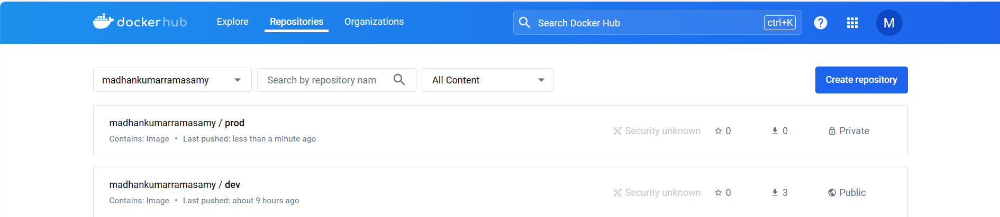 docker hub Explore Repositories Organizations Search Docker Hub ctrl+K ? M
madhankumarramasamy Search by repository nam All Content Create repository
madhankumarramasamy / prod Security unknown 0 0 Private
Contains: Image • Last pushed: less than a minute ago
madhankumarramasamy / dev Security unknown 0 3 Public
Contains: Image • Last pushed: about 9 hours ago